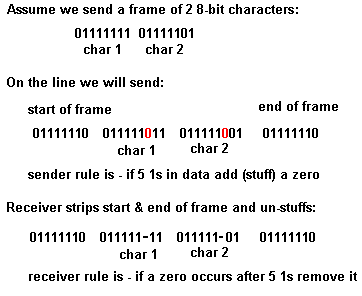 Assume we send a frame of 2 8-bit characters:
01111111 01111101
char 1 char 2
On the line we will send:
start of frame end of frame
01111110 011111011 011111001 01111110
char 1 char 2
sender rule is - if 5 1s in data add (stuff) a zero
Receiver strips start & end of frame and un-stuffs:
01111110 011111-11 011111-01 01111110
char 1 char 2
receiver rule is - if a zero occurs after 5 1s remove it